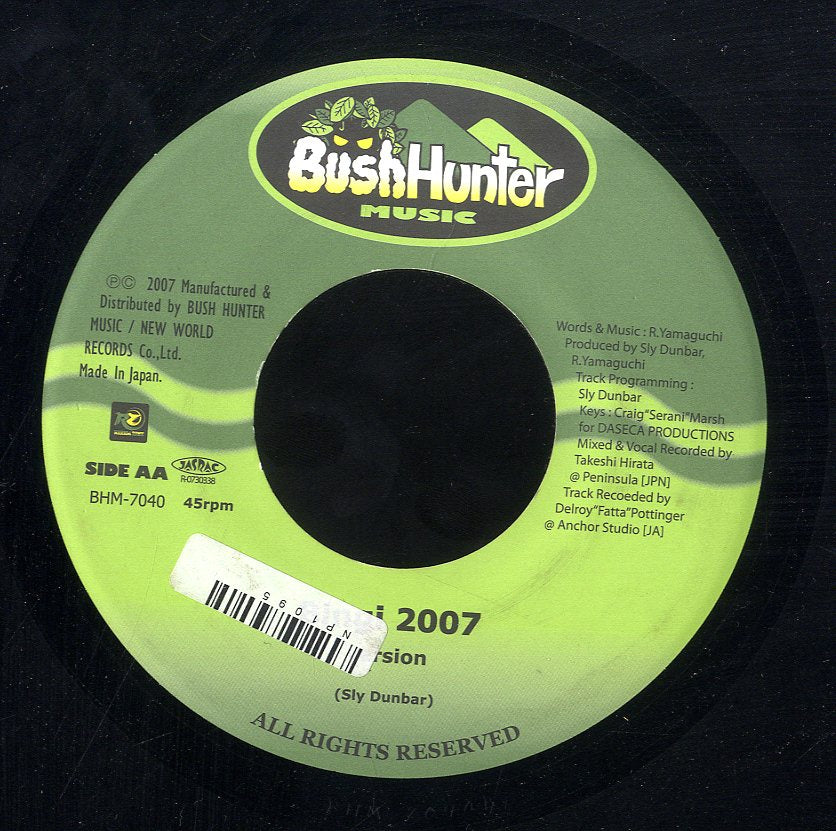 BushHunter
MUSIC
℗© 2007 Manufactured &
Distributed by BUSH HUNTER
MUSIC / NEW WORLD
RECORDS Co.,Ltd.
Made In Japan.
SIDE AA JASRAC
R-0730338
BHM-7040 45rpm
Words & Music : R.Yamaguchi
Produced by Sly Dunbar,
R.Yamaguchi
Track Programming :
Sly Dunbar
Keys : Craig"Serani"Marsh
for DASECA PRODUCTIONS
Mixed & Vocal Recorded by
Takeshi Hirata
@ Peninsula [JPN]
Track Recoeded by
Delroy"Fatta"Pottinger
@ Anchor Studio [JA]
NP1095
2007
(Sly Dunbar)
ALL RIGHTS RESERVED